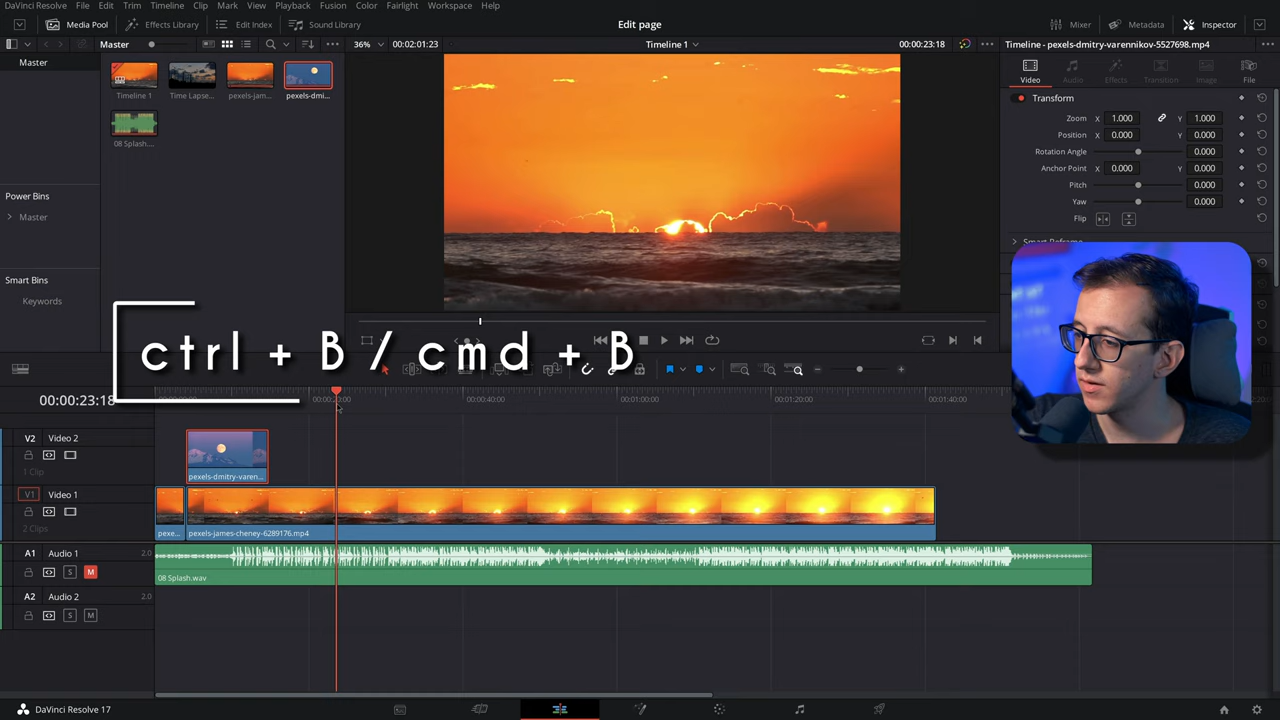 DaVinci Resolve File Edit Trim Timeline Clip Mark View Playback Fusion Color Fairlight Workspace Help
Media Pool Effects Library Edit Index Sound Library Edit page Mixer Metadata Inspector
Master 36% 00:02:01:23 Timeline 1 00:00:23:18 Timeline - pexels-dmitry-varennikov-5527698.mp4
Master
Video Audio Effects Transition Image File
Timeline 1 Time Lapse... pexels-jam... pexels-dmi...
Transform
Zoom X 1.000 Y 1.000
Position X 0.000 Y 0.000
08 Splash....
Rotation Angle 0.000
Anchor Point X 0.000 Y 0.000
Pitch 0.000
Yaw 0.000
Flip
Power Bins
Master
Smart Reframe
Smart Bins
Keywords
ctrl + B / cmd + B
00:00:23:18
00:00:20:00 00:00:40:00 00:01:00:00 00:01:20:00 00:01:40:00
V2 Video 2
1 Clip
pexels-dmitry-varen...
V1 Video 1
2 Clips
pexe... pexels-james-cheney-6289176.mp4
A1 Audio 1 2.0
S M
08 Splash.wav
A2 Audio 2 2.0
S M
DaVinci Resolve 17